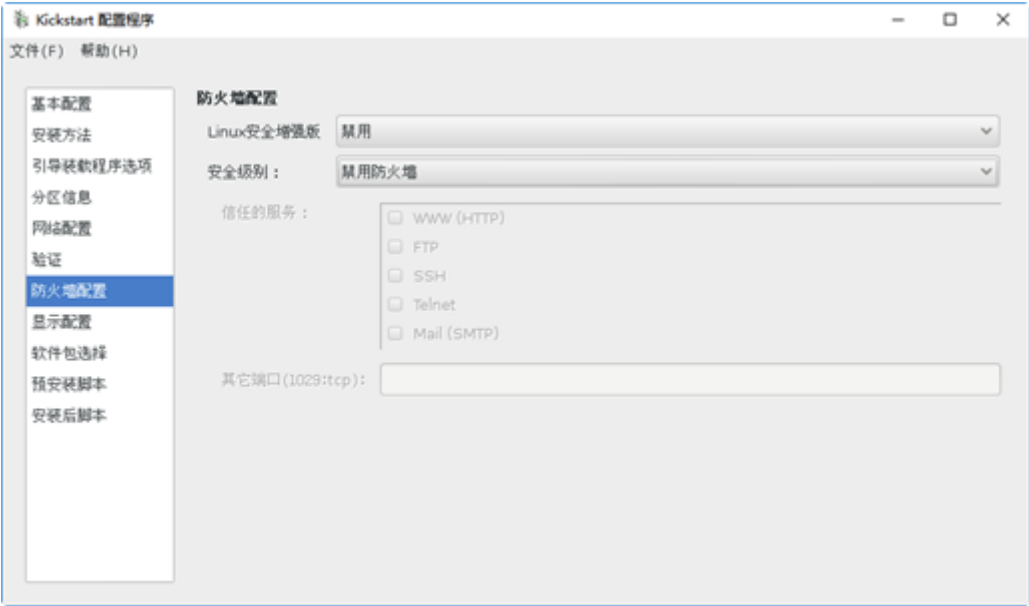 Kickstart 配置程序
文件(F) 帮助(H)
基本配置
安装方法
引导装载程序选项
分区信息
网络配置
验证
防火墙配置
显示配置
软件包选择
预安装脚本
安装后脚本
防火墙配置
Linux安全增强版 禁用
安全级别： 禁用防火墙
信任的服务：
WWW (HTTP)
FTP
SSH
Telnet
Mail (SMTP)
其它端口(1029:tcp):